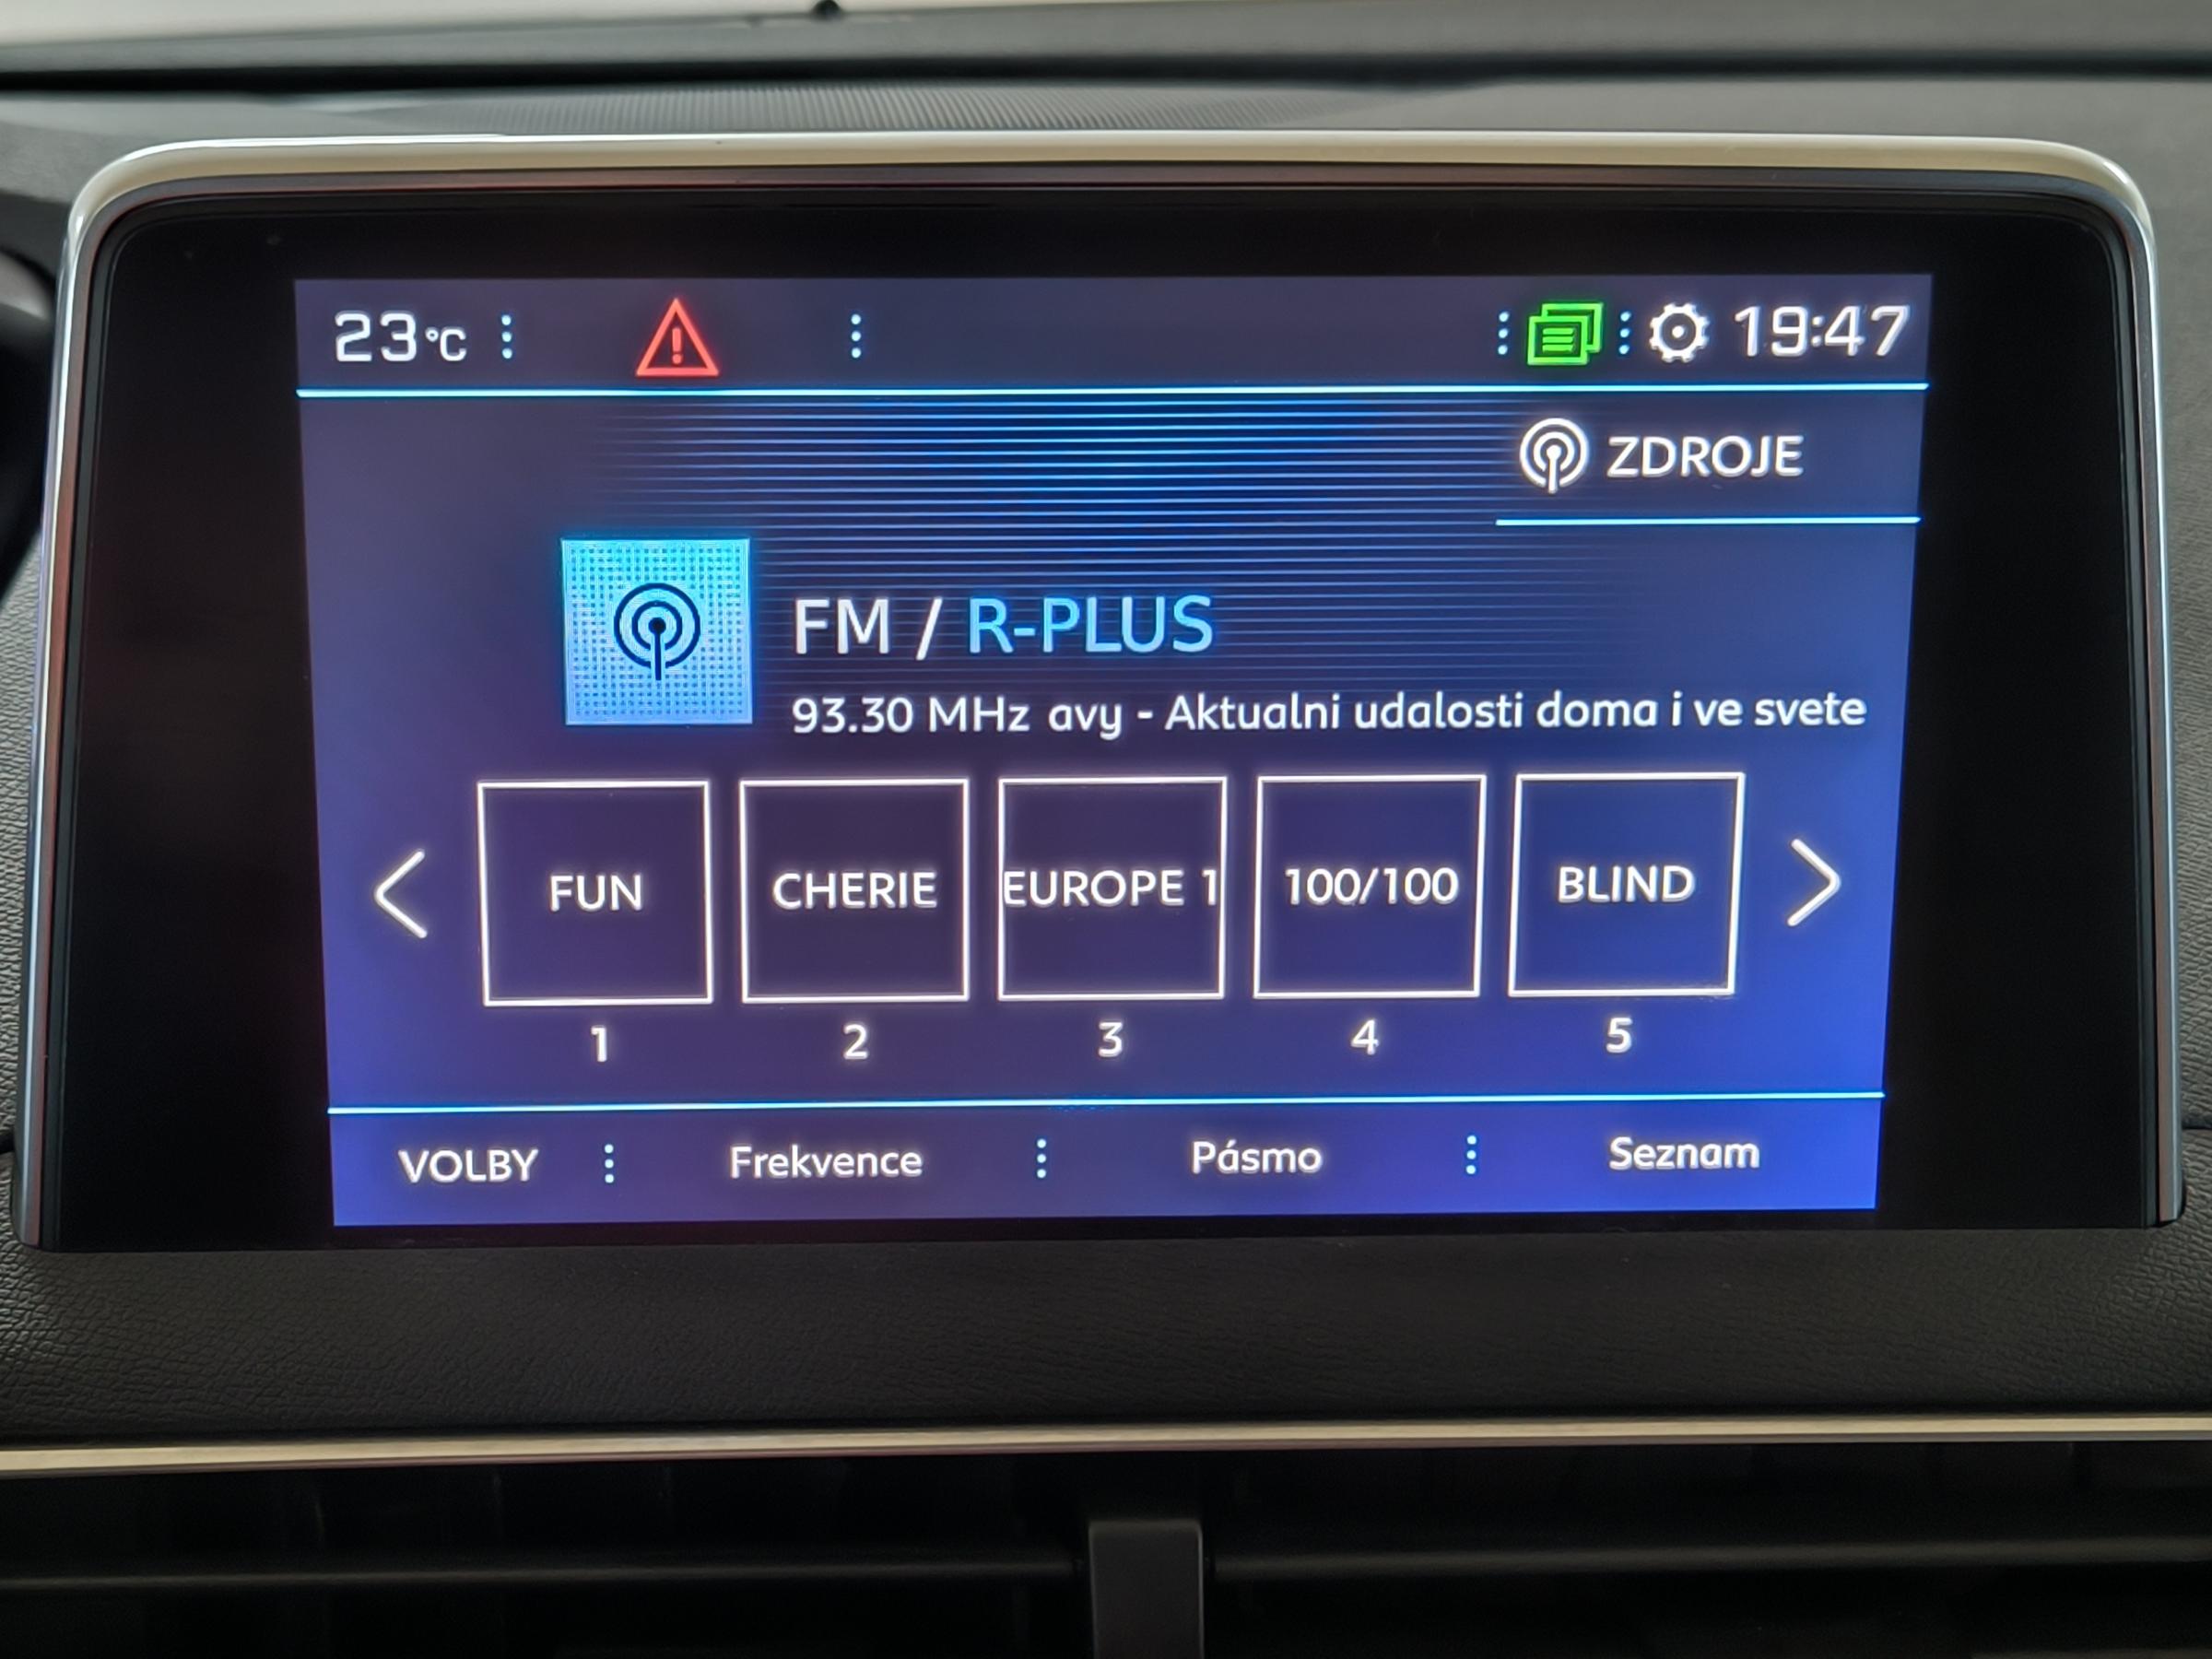 23°C 19:47
ZDROJE
FM / R-PLUS
93.30 MHz avy - Aktualni udalosti doma i ve svete
FUN CHERIE EUROPE 1 100/100 BLIND
1 2 3 4 5
VOLBY Frekvence Pásmo Seznam